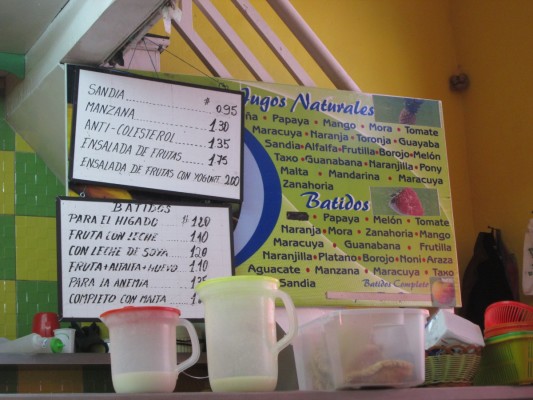 SANDIA $ 0.95
MANZANA 1.30
ANTI-COLESTEROL 1.35
ENSALADA DE FRUTAS 1.75
ENSALADA DE FRUTAS CON YOGURT 2.00
BATIDOS
PARA EL HIGADO $ 1.20
FRUTA CON LECHE 1.40
CON LECHE DE SOYA 1.20
FRUTA+ALFALFA+HUEVO 1.10
PARA LA ANEMIA
COMPLETO CON MALTA
Jugos Naturales
Papaya • Mango • Mora • Tomate
Maracuya • Naranja • Toronja • Guayaba
Sandia • Alfalfa • Frutilla • Borojo • Melón
Taxo • Guanabana • Naranjilla • Pony
Malta • Mandarina • Maracuya
Zanahoria
Batidos
Papaya • Melón • Tomate
Naranja • Mora • Zanahoria • Mango
Maracuya Guanabana • Frutilla
Naranjilla • Platano • Borojo • Noni • Araza
Aguacate • Manzana • Maracuya • Taxo
Sandia Batidos Completo